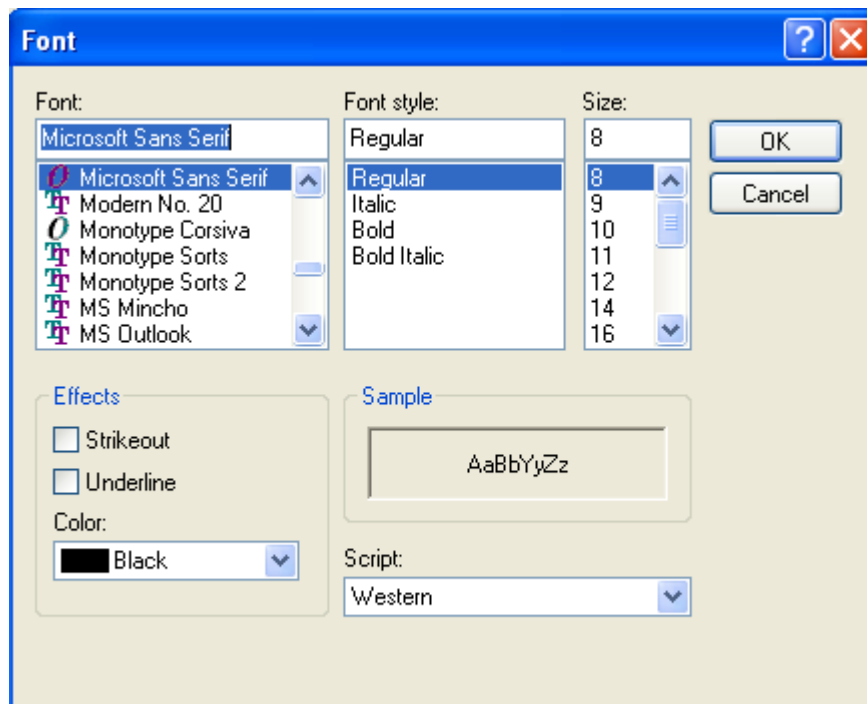 Font
Font:
Microsoft Sans Serif
Microsoft Sans Serif
Modern No. 20
Monotype Corsiva
Monotype Sorts
Monotype Sorts 2
MS Mincho
MS Outlook
Font style:
Regular
Regular
Italic
Bold
Bold Italic
Size:
8
8
9
10
11
12
14
16
OK
Cancel
Effects
Strikeout
Underline
Color:
Black
Sample
AaBbYyZz
Script:
Western